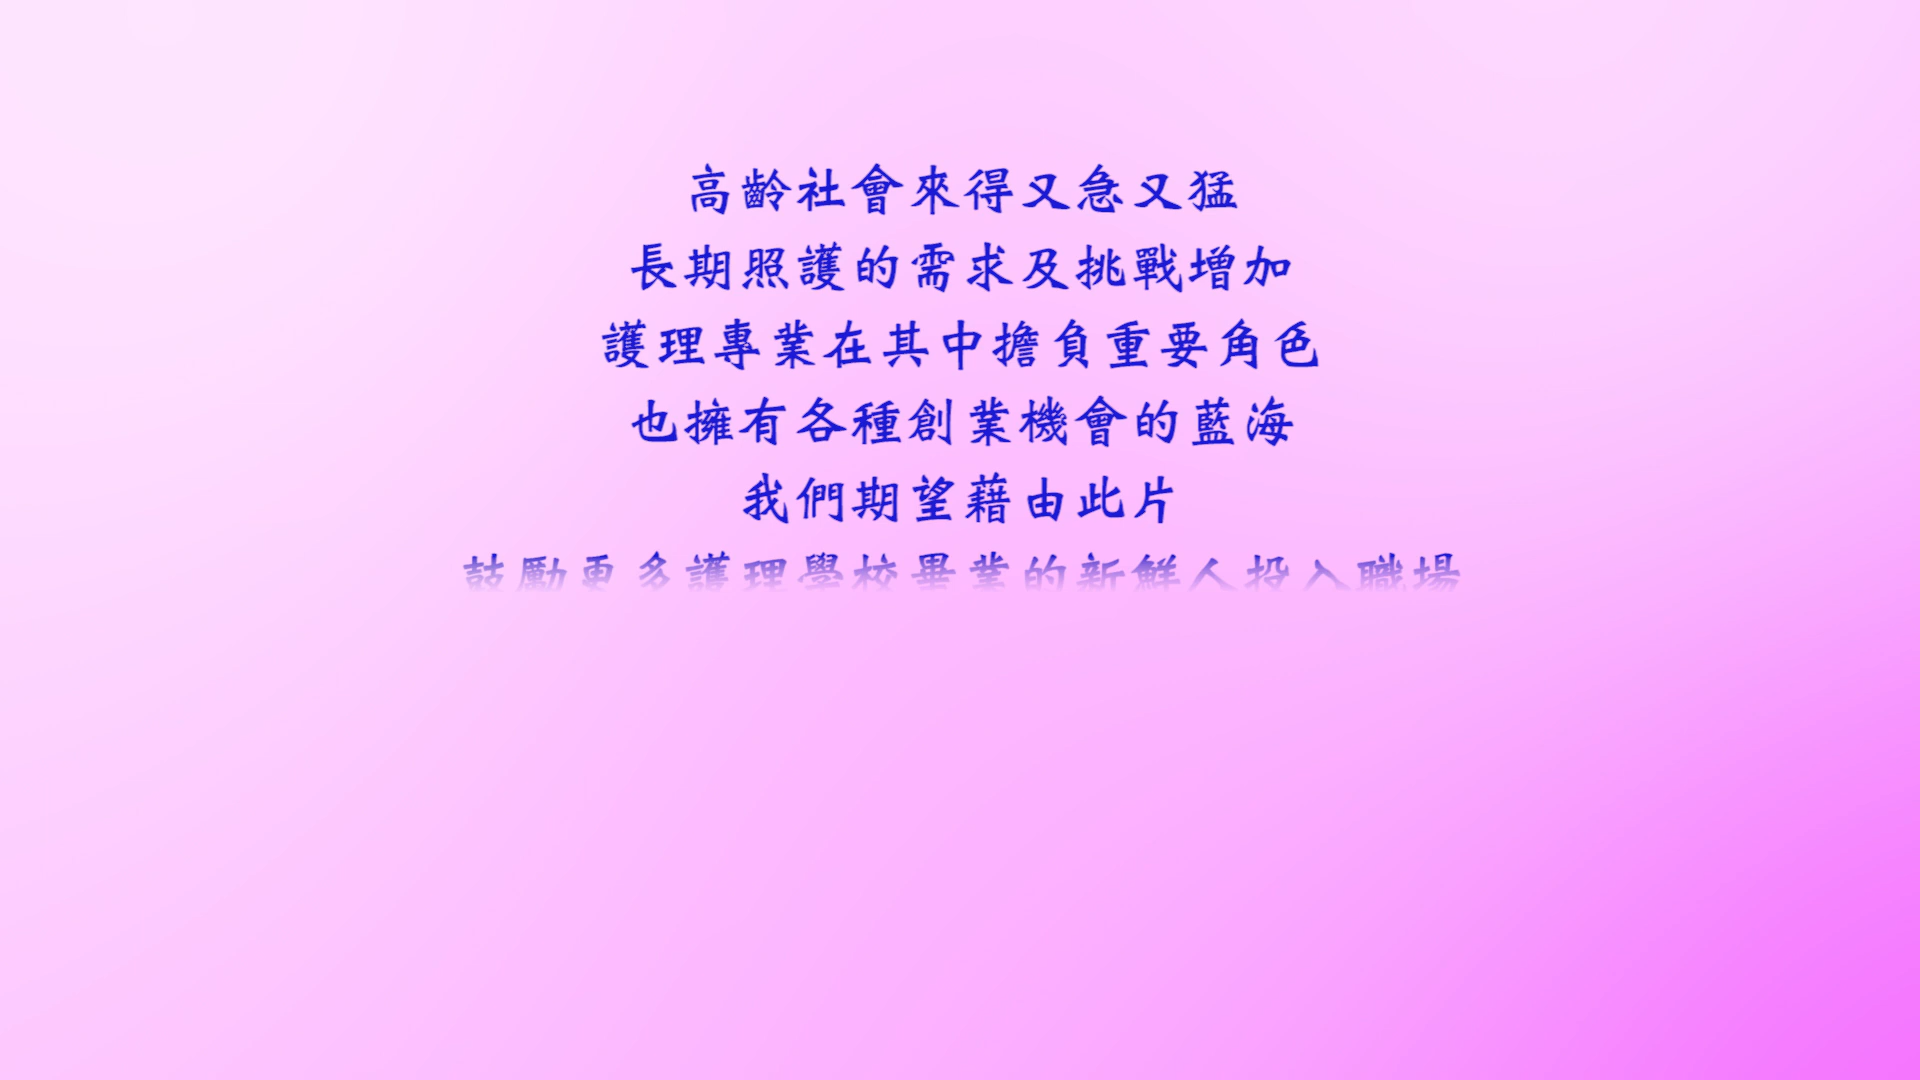 高齡社會來得又急又猛
長期照護的需求及挑戰增加
護理專業在其中擔負重要角色
也擁有各種創業機會的藍海
我們期望藉由此片
鼓勵更多護理學校畢業的新鮮人投入職場